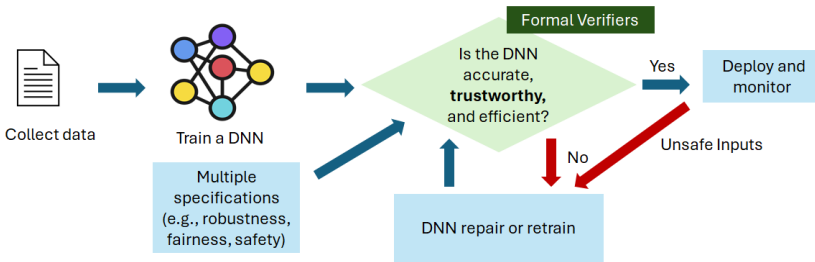 Formal Verifiers
Is the DNN
accurate,
trustworthy,
and efficient?
Yes
Deploy and
monitor
Collect data
Train a DNN
No
Unsafe Inputs
Multiple
specifications
(e.g., robustness,
fairness, safety)
DNN repair or retrain